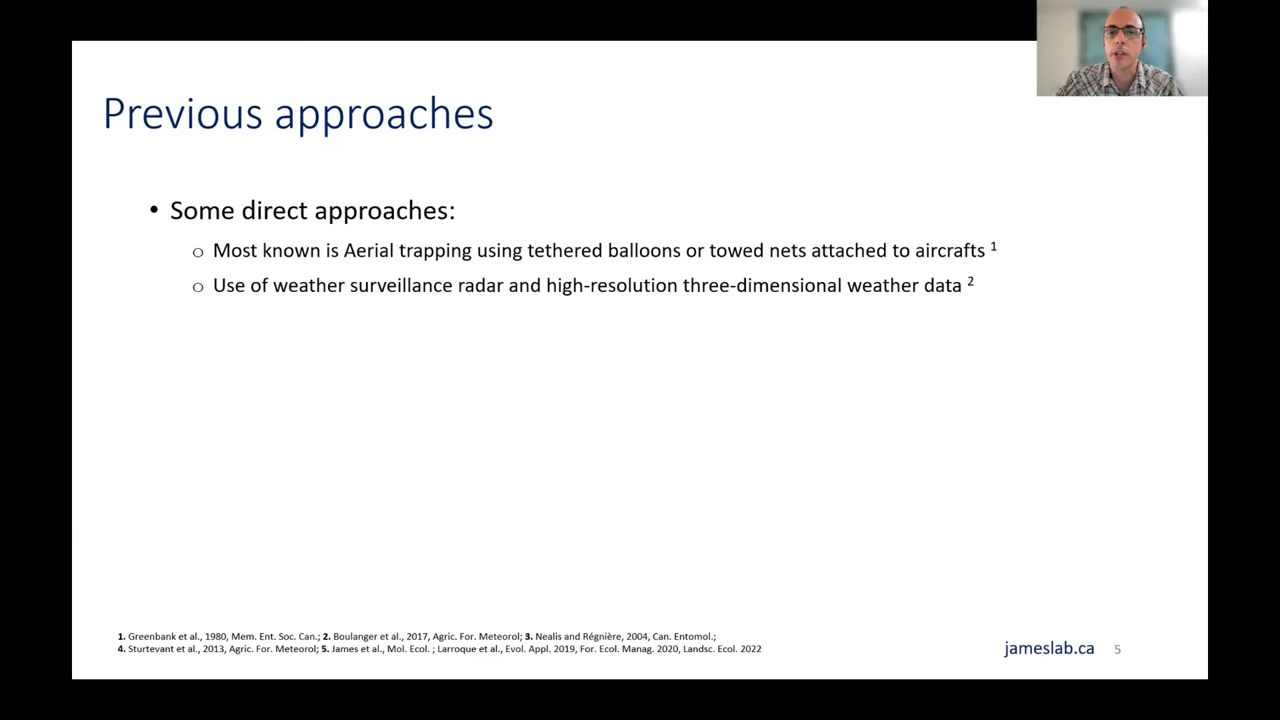 Previous approaches
• Some direct approaches:
o Most known is Aerial trapping using tethered balloons or towed nets attached to aircrafts 1
o Use of weather surveillance radar and high-resolution three-dimensional weather data 2
1. Greenbank et al., 1980, Mem. Ent. Soc. Can.; 2. Boulanger et al., 2017, Agric. For. Meteorol; 3. Nealis and Régnière, 2004, Can. Entomol.;
4. Sturtevant et al., 2013, Agric. For. Meteorol; 5. James et al., Mol. Ecol. ; Larroque et al., Evol. Appl. 2019, For. Ecol. Manag. 2020, Landsc. Ecol. 2022
jameslab.ca 5